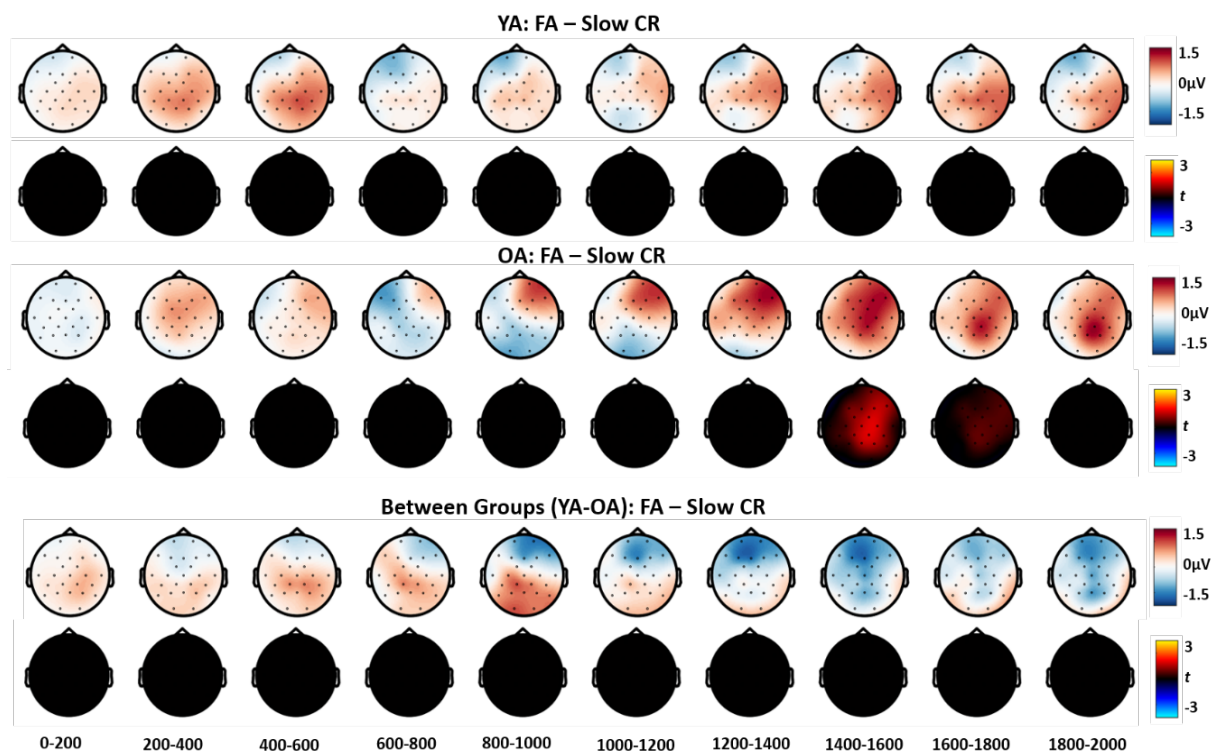 YA: FA – Slow CR
1.5
0µV
-1.5
3
t
-3
OA: FA – Slow CR
1.5
0µV
-1.5
3
t
-3
Between Groups (YA-OA): FA – Slow CR
1.5
0µV
-1.5
3
t
-3
0-200 200-400 400-600 600-800 800-1000 1000-1200 1200-1400 1400-1600 1600-1800 1800-2000